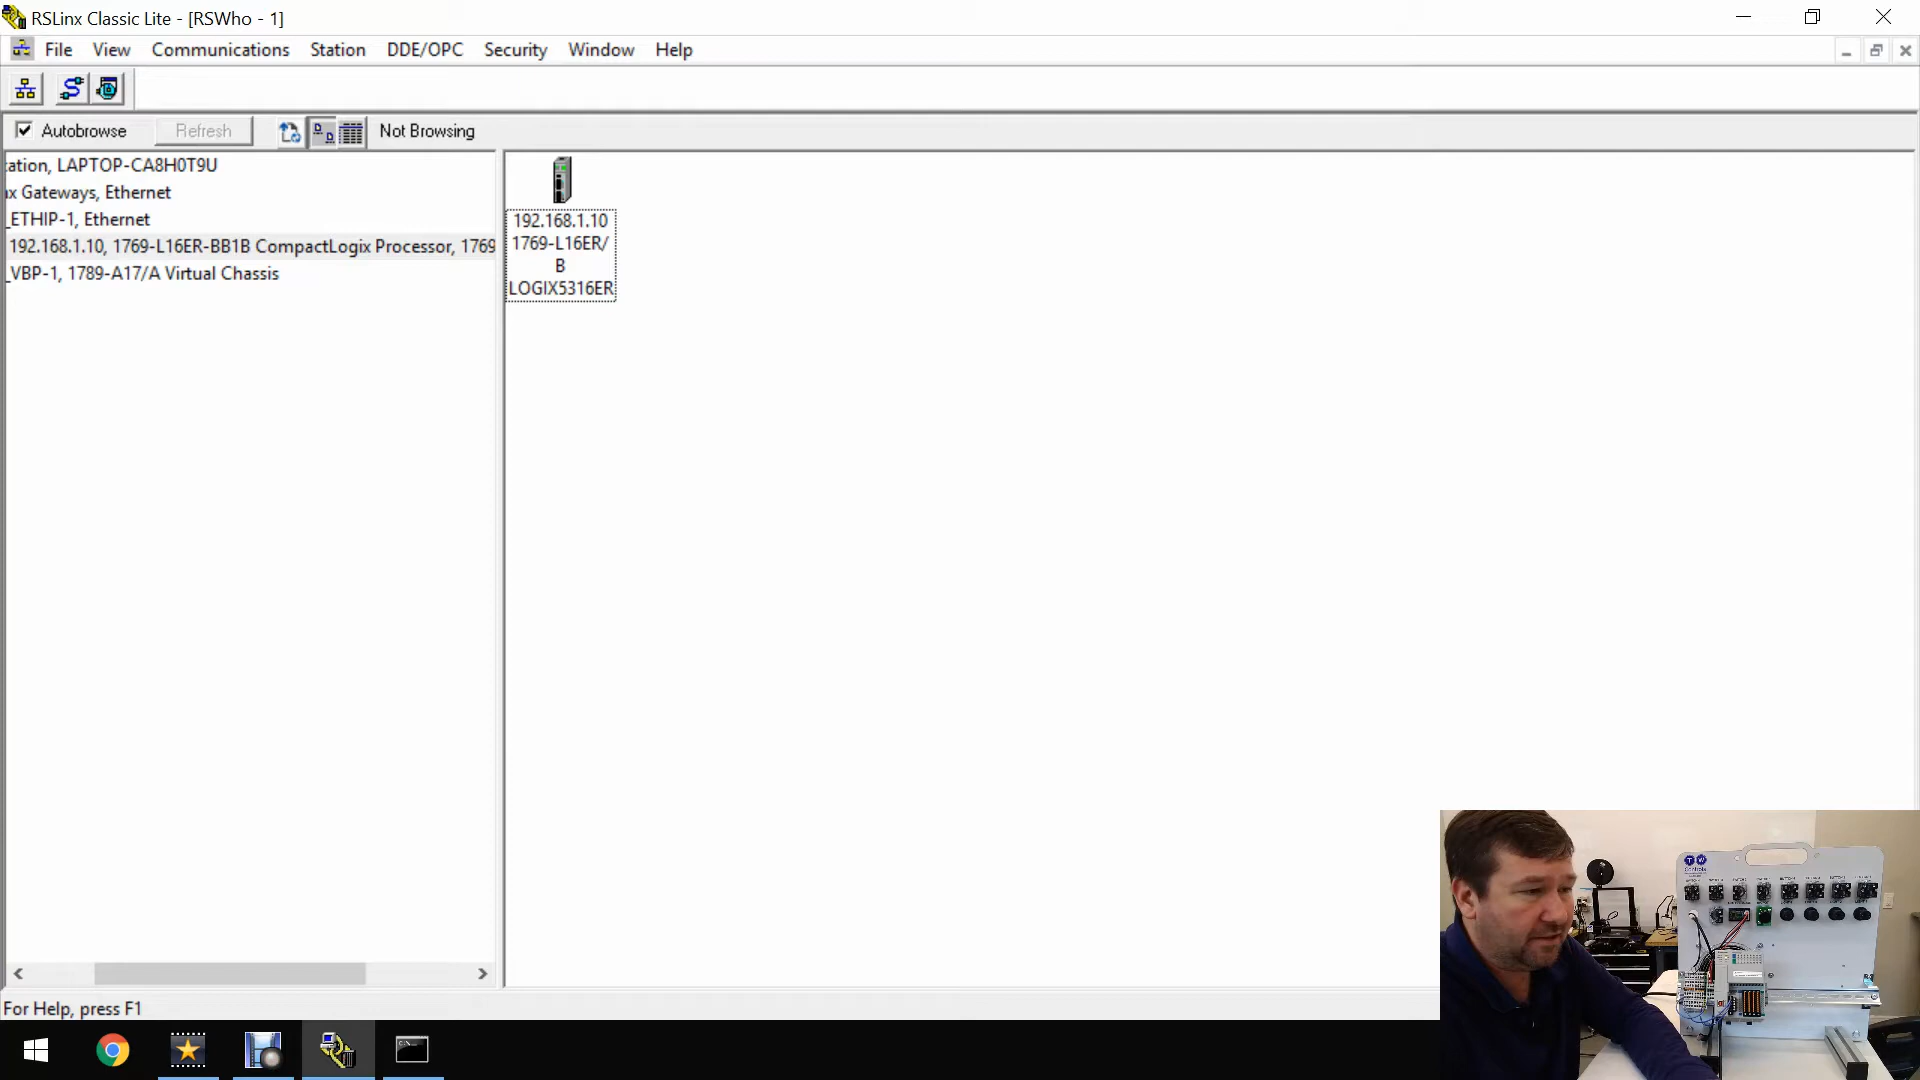 RSLinx Classic Lite - [RSWho - 1]
File View Communications Station DDE/OPC Security Window Help
Autobrowse Refresh Not Browsing
ation, LAPTOP-CA8H0T9U
x Gateways, Ethernet
_ETHIP-1, Ethernet
192.168.1.10, 1769-L16ER-BB1B CompactLogix Processor, 1769
_VBP-1, 1789-A17/A Virtual Chassis
192.168.1.10
1769-L16ER/
B
LOGIX5316ER
For Help, press F1
T W
Controls